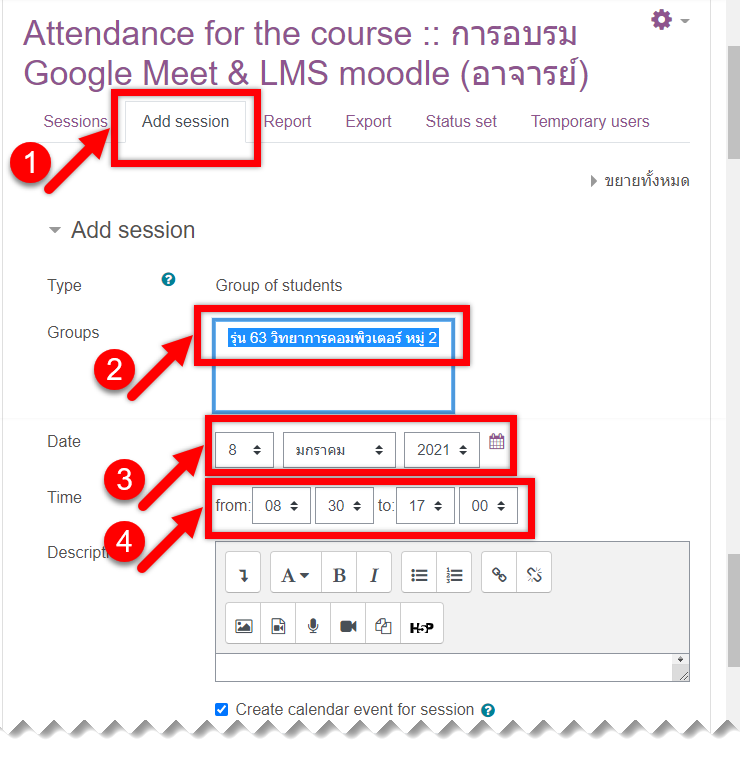 Attendance for the course :: การอบรม
Google Meet & LMS moodle (อาจารย์)
Sessions Add session Report Export Status set Temporary users
1
ขยายทั้งหมด
Add session
Type ? Group of students
Groups รุ่น 63 วิทยาการคอมพิวเตอร์ หมู่ 2
2
Date 8 มกราคม 2021
3
Time from: 08 30 to: 17 00
4
Descripti
A B I
H-P
Create calendar event for session ?